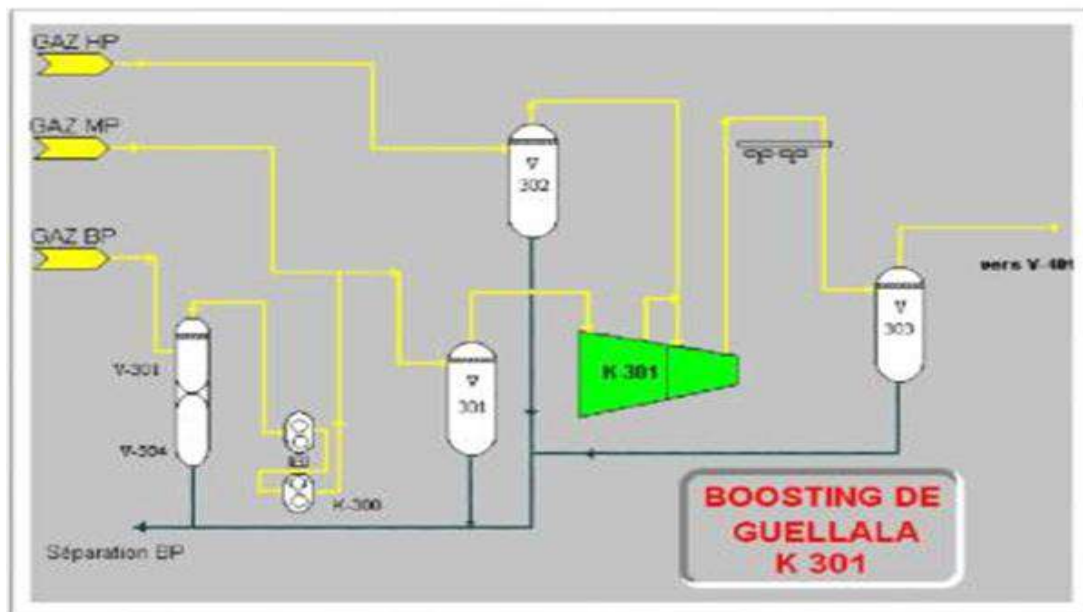 GAZ HP
GAZ MP
GAZ BP
V
302
V
301
V
303
vers V-401
K 301
V-304
K-300
Séparation BP
BOOSTING DE
GUELLALA
K 301